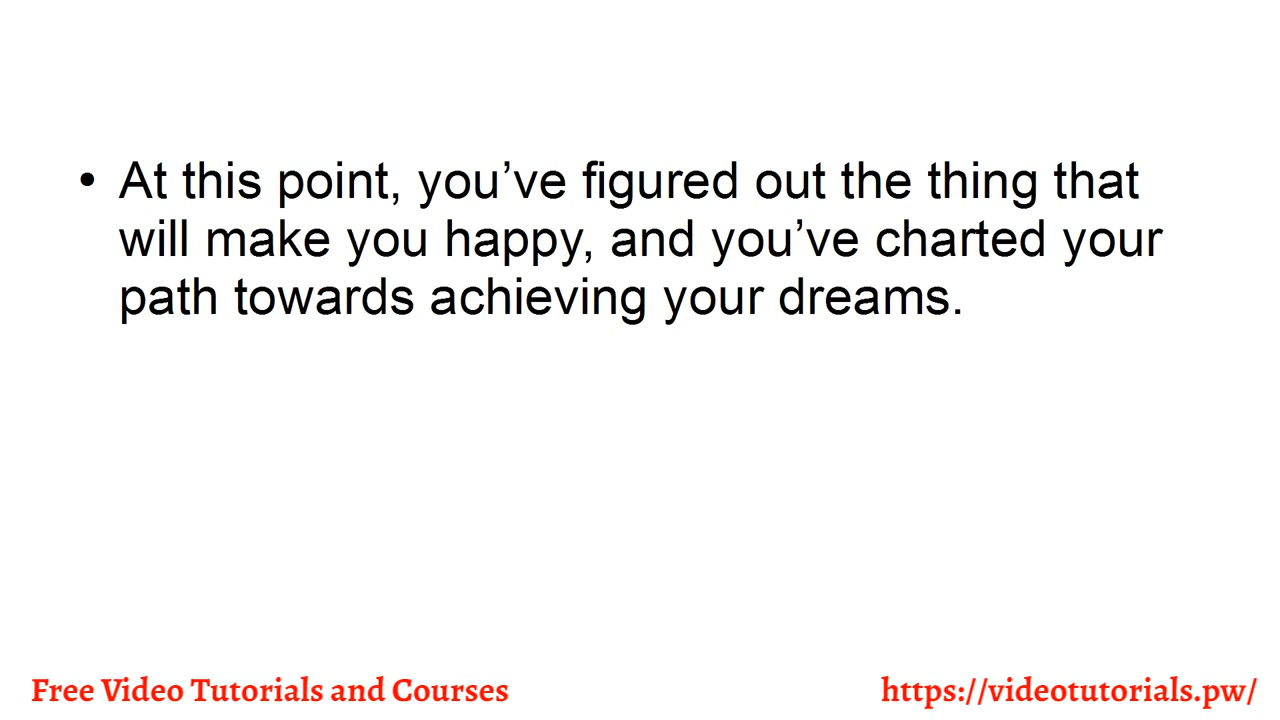 • At this point, you’ve figured out the thing that
will make you happy, and you’ve charted your
path towards achieving your dreams.
Free Video Tutorials and Courses
https://videotutorials.pw/